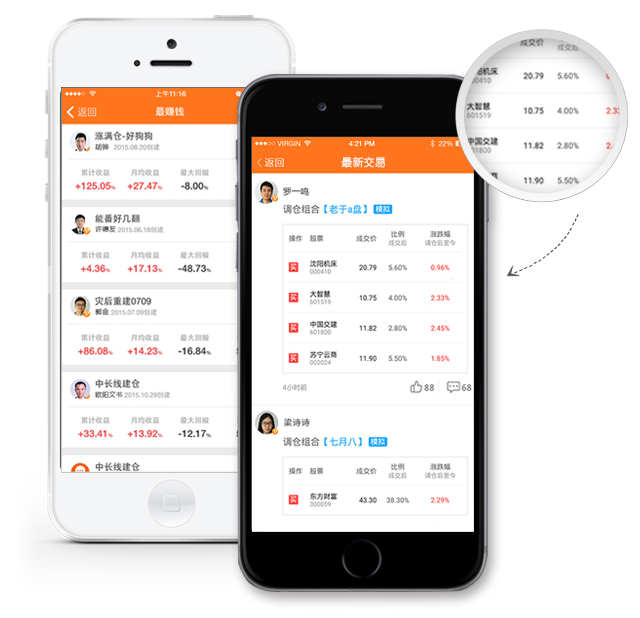 上午11:16
返回
最赚钱
涨满仓-好狗狗
胡骅 2015.08.20创建
累计收益 月均收益 最大回撤
+125.05% +27.47% -8.00%
能番好几翻
许德友 2015.06.18创建
累计收益 月均收益 最大回撤
+4.36% +17.13% -48.73%
灾后重建0709
郭会 2015.07.09创建
累计收益 月均收益 最大回撤
+86.08% +14.23% -16.84%
中长线建仓
欧阳文书 2015.10.29创建
累计收益 月均收益 最大回撤
+33.41% +13.92% -12.17%
中长线建仓
VIRGIN 4:21 PM 22%
返回
最新交易
罗一鸣
调仓组合【老于a盘】 模拟
操作 股票 成交价 比例 涨跌幅
成交后 调仓后至今
买 沈阳机床 20.79 5.60% 0.96%
000410
买 大智慧 10.75 4.00% 2.33%
601519
买 中国交建 11.82 2.80% 2.45%
601800
买 苏宁云商 11.90 5.50% 1.85%
002024
4小时前 88 68
梁诗诗
调仓组合【七月八】 模拟
操作 股票 成交价 比例 涨跌幅
成交后 调仓后至今
买 东方财富 43.30 38.30% 2.29%
300059
成交价 成交后
沈阳机床 20.79 5.60%
000410
大智慧 10.75 4.00% 2.3
601519
中国交建 11.82 2.80% 2.
601800
11.90 5.50%